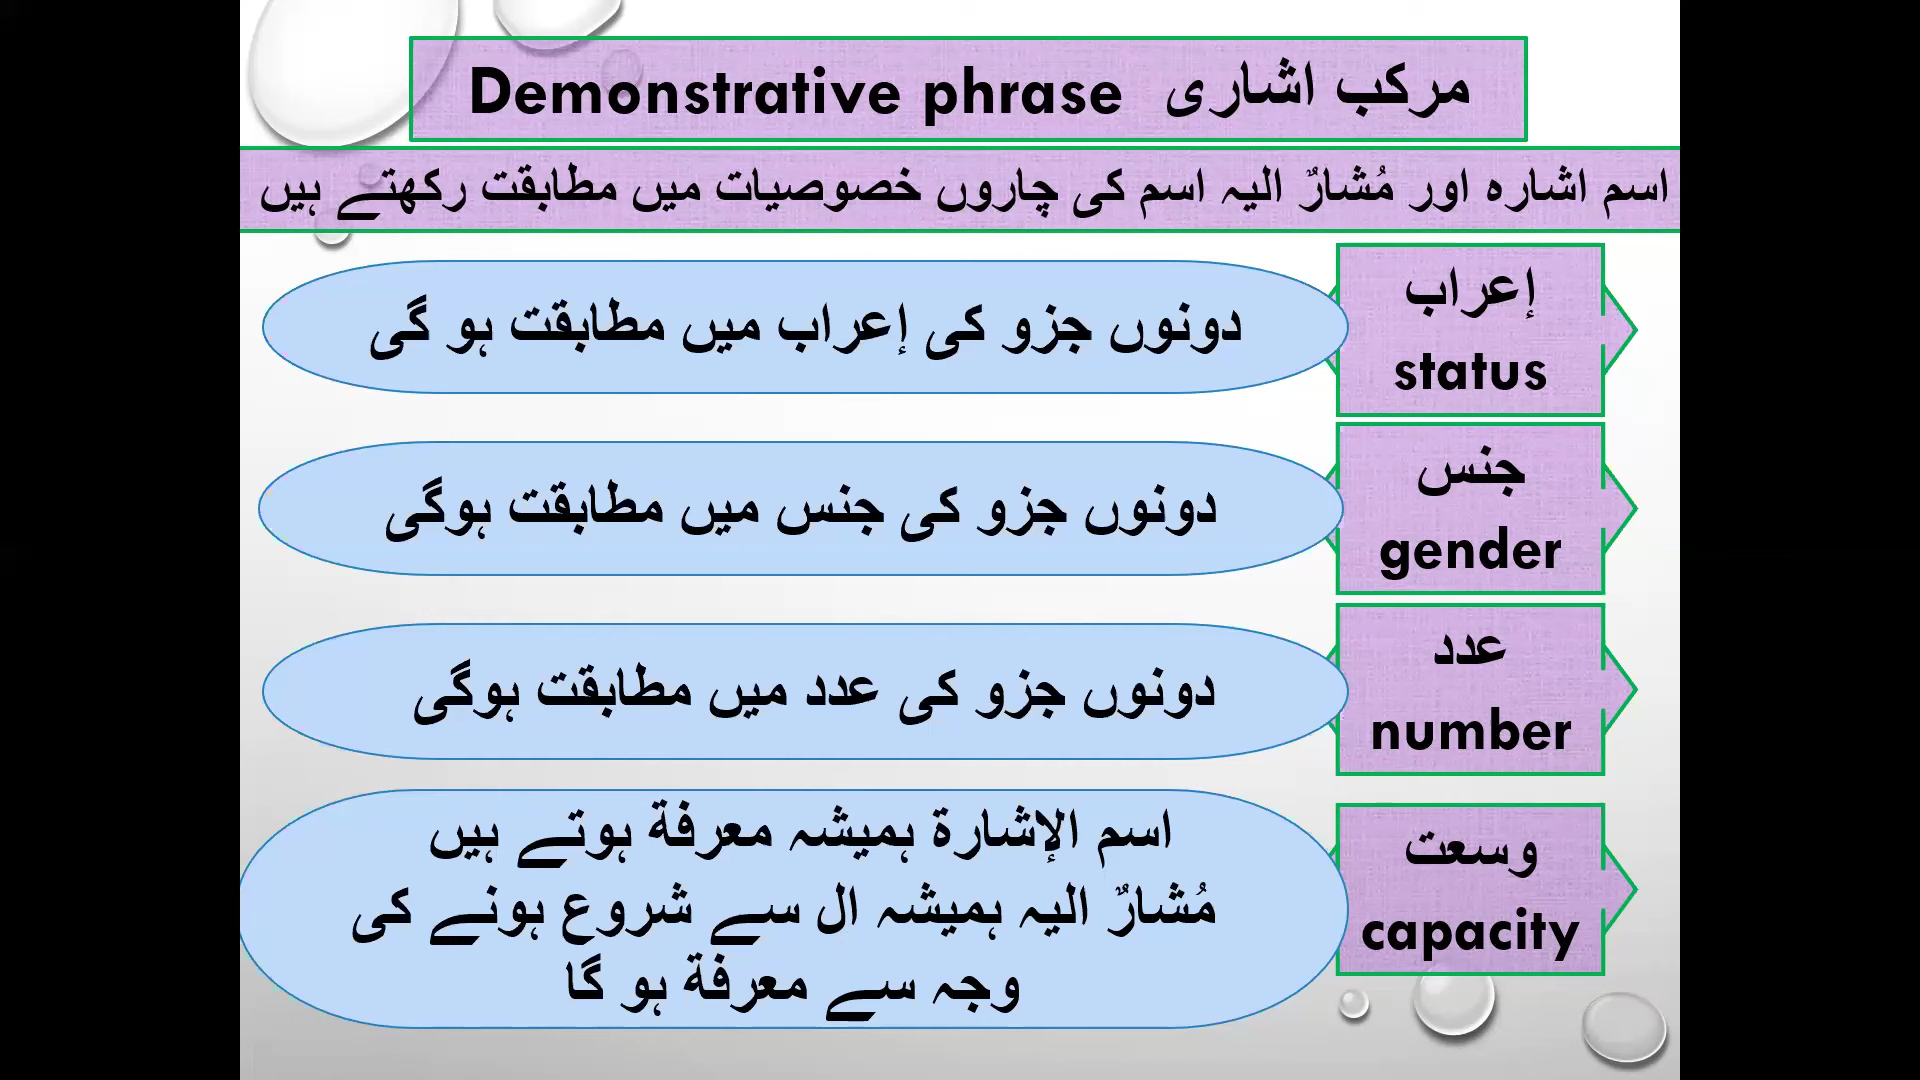 مرکب اشاری Demonstrative phrase
اسم اشارہ اور مُشارٌ الیہ اسم کی چاروں خصوصیات میں مطابقت رکھتے ہیں
إعراب
status
دونوں جزو کی إعراب میں مطابقت ہو گی
جنس
gender
دونوں جزو کی جنس میں مطابقت ہوگی
عدد
number
دونوں جزو کی عدد میں مطابقت ہوگی
وسعت
capacity
اسم الإشارة ہمیشہ معرفة ہوتے ہیں
مُشارٌ الیہ ہمیشہ ال سے شروع ہونے کی
وجہ سے معرفة ہو گا